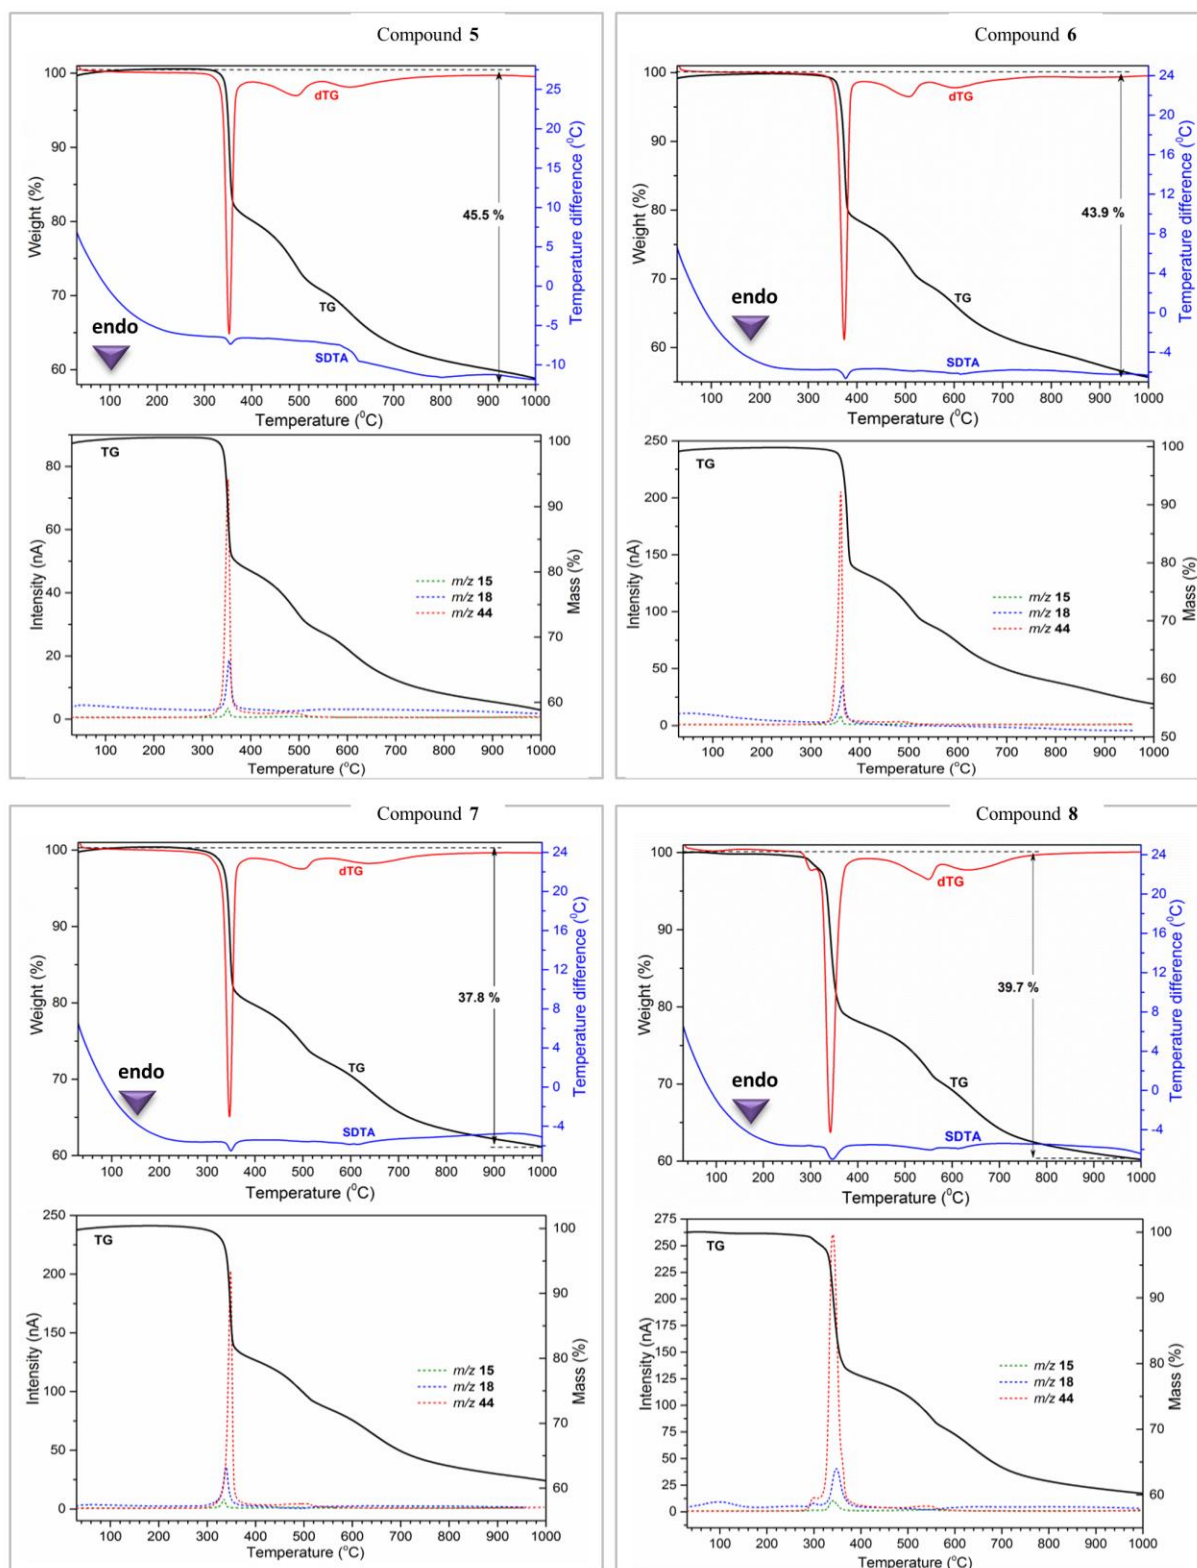 Compound 5
100
90
80
70
60
Weight (%)
dTG
45.5 %
TG
endo
SDTA
25
20
15
10
5
0
-5
-10
Temperature difference (⁰C)
100 200 300 400 500 600 700 800 900 1000
Temperature (⁰C)
TG
80
60
40
20
0
Intensity (nA)
m/z 15
m/z 18
m/z 44
100
90
80
70
60
Mass (%)
100 200 300 400 500 600 700 800 900 1000
Temperature (⁰C)
Compound 6
100
90
80
70
60
Weight (%)
dTG
43.9 %
TG
endo
SDTA
24
20
16
12
8
4
0
-4
Temperature difference (⁰C)
100 200 300 400 500 600 700 800 900 1000
Temperature (⁰C)
TG
250
200
150
100
50
0
Intensity (nA)
m/z 15
m/z 18
m/z 44
100
90
80
70
60
50
Mass (%)
100 200 300 400 500 600 700 800 900 1000
Temperature (⁰C)
Compound 7
100
90
80
70
60
Weight (%)
dTG
37.8 %
TG
endo
SDTA
24
20
16
12
8
4
0
-4
Temperature difference (⁰C)
100 200 300 400 500 600 700 800 900 1000
Temperature (⁰C)
TG
250
200
150
100
50
0
Intensity (nA)
m/z 15
m/z 18
m/z 44
100
90
80
70
60
Mass (%)
100 200 300 400 500 600 700 800 900 1000
Temperature (⁰C)
Compound 8
100
90
80
70
60
Weight (%)
dTG
39.7 %
TG
endo
SDTA
24
20
16
12
8
4
0
-4
Temperature difference (⁰C)
100 200 300 400 500 600 700 800 900 1000
Temperature (⁰C)
TG
275
250
225
200
175
150
125
100
75
50
25
0
Intensity (nA)
m/z 15
m/z 18
m/z 44
100
90
80
70
60
Mass (%)
100 200 300 400 500 600 700 800 900 1000
Temperature (⁰C)